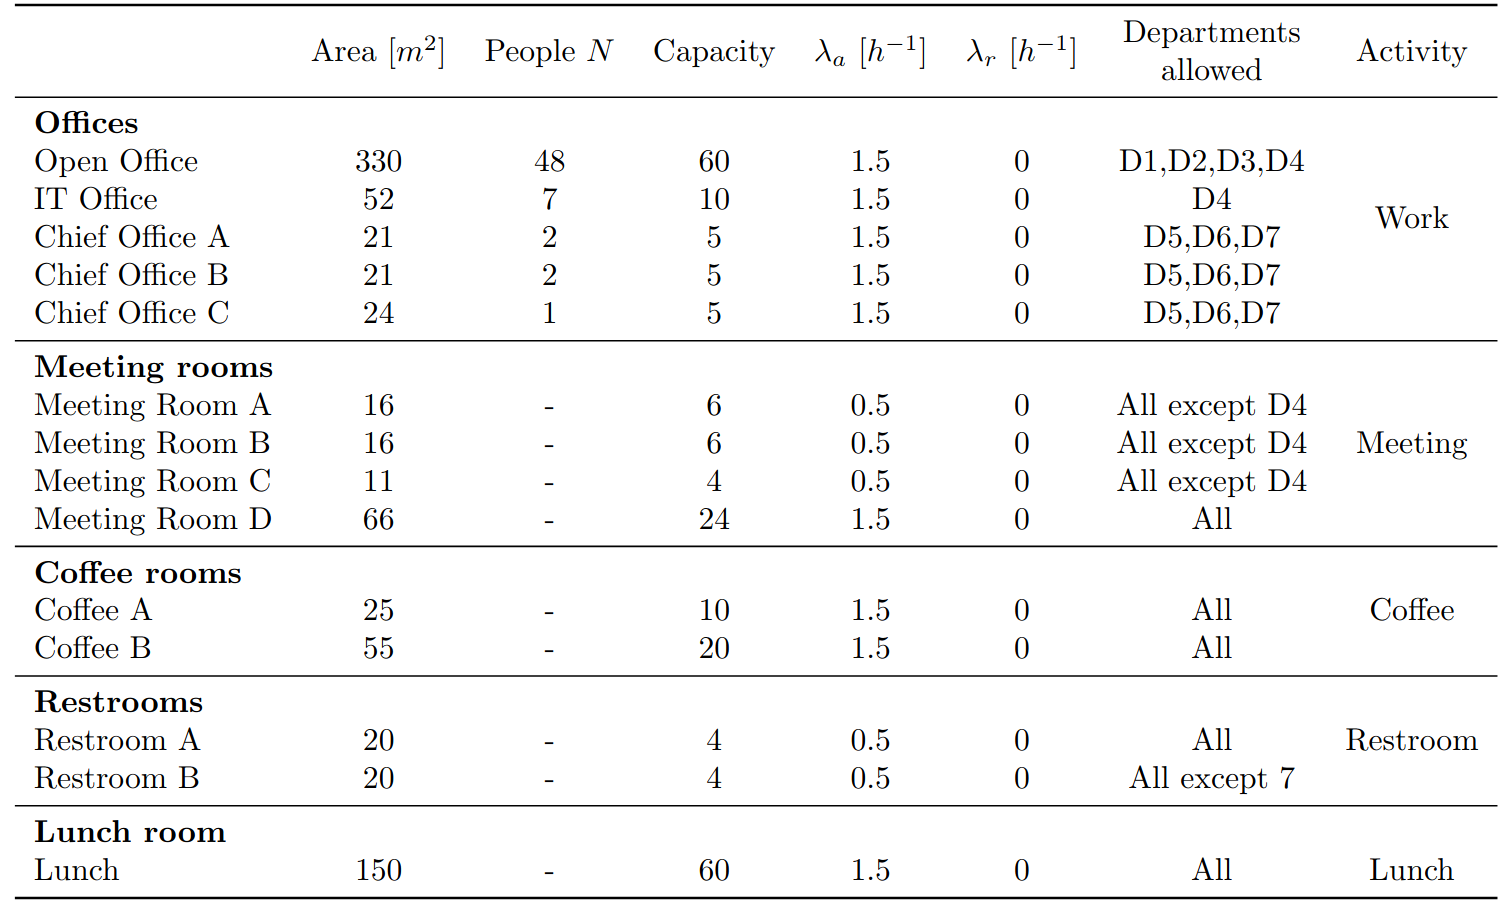 Area [m²] People N Capacity λₐ [h⁻¹] λᵣ [h⁻¹] Departments allowed Activity
Offices
Open Office 330 48 60 1.5 0 D1,D2,D3,D4
IT Office 52 7 10 1.5 0 D4
Work
Chief Office A 21 2 5 1.5 0 D5,D6,D7
Chief Office B 21 2 5 1.5 0 D5,D6,D7
Chief Office C 24 1 5 1.5 0 D5,D6,D7
Meeting rooms
Meeting Room A 16 - 6 0.5 0 All except D4
Meeting Room B 16 - 6 0.5 0 All except D4 Meeting
Meeting Room C 11 - 4 0.5 0 All except D4
Meeting Room D 66 - 24 1.5 0 All
Coffee rooms
Coffee A 25 - 10 1.5 0 All Coffee
Coffee B 55 - 20 1.5 0 All
Restrooms
Restroom A 20 - 4 0.5 0 All Restroom
Restroom B 20 - 4 0.5 0 All except 7
Lunch room
Lunch 150 - 60 1.5 0 All Lunch